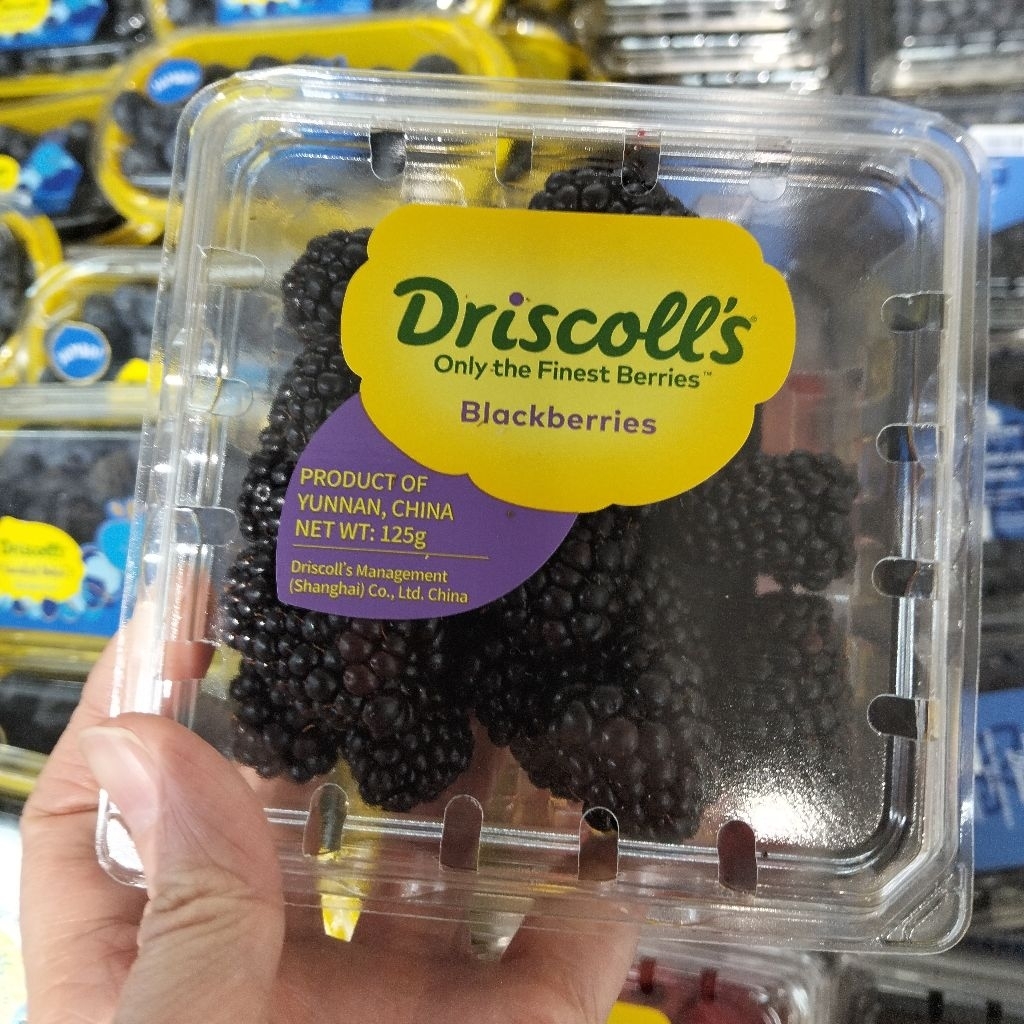 Driscoll's®
Only the Finest Berries™
Blackberries
PRODUCT OF
YUNNAN, CHINA
NET WT: 125g
Driscoll's Management
(Shanghai) Co., Ltd. China
Driscoll's